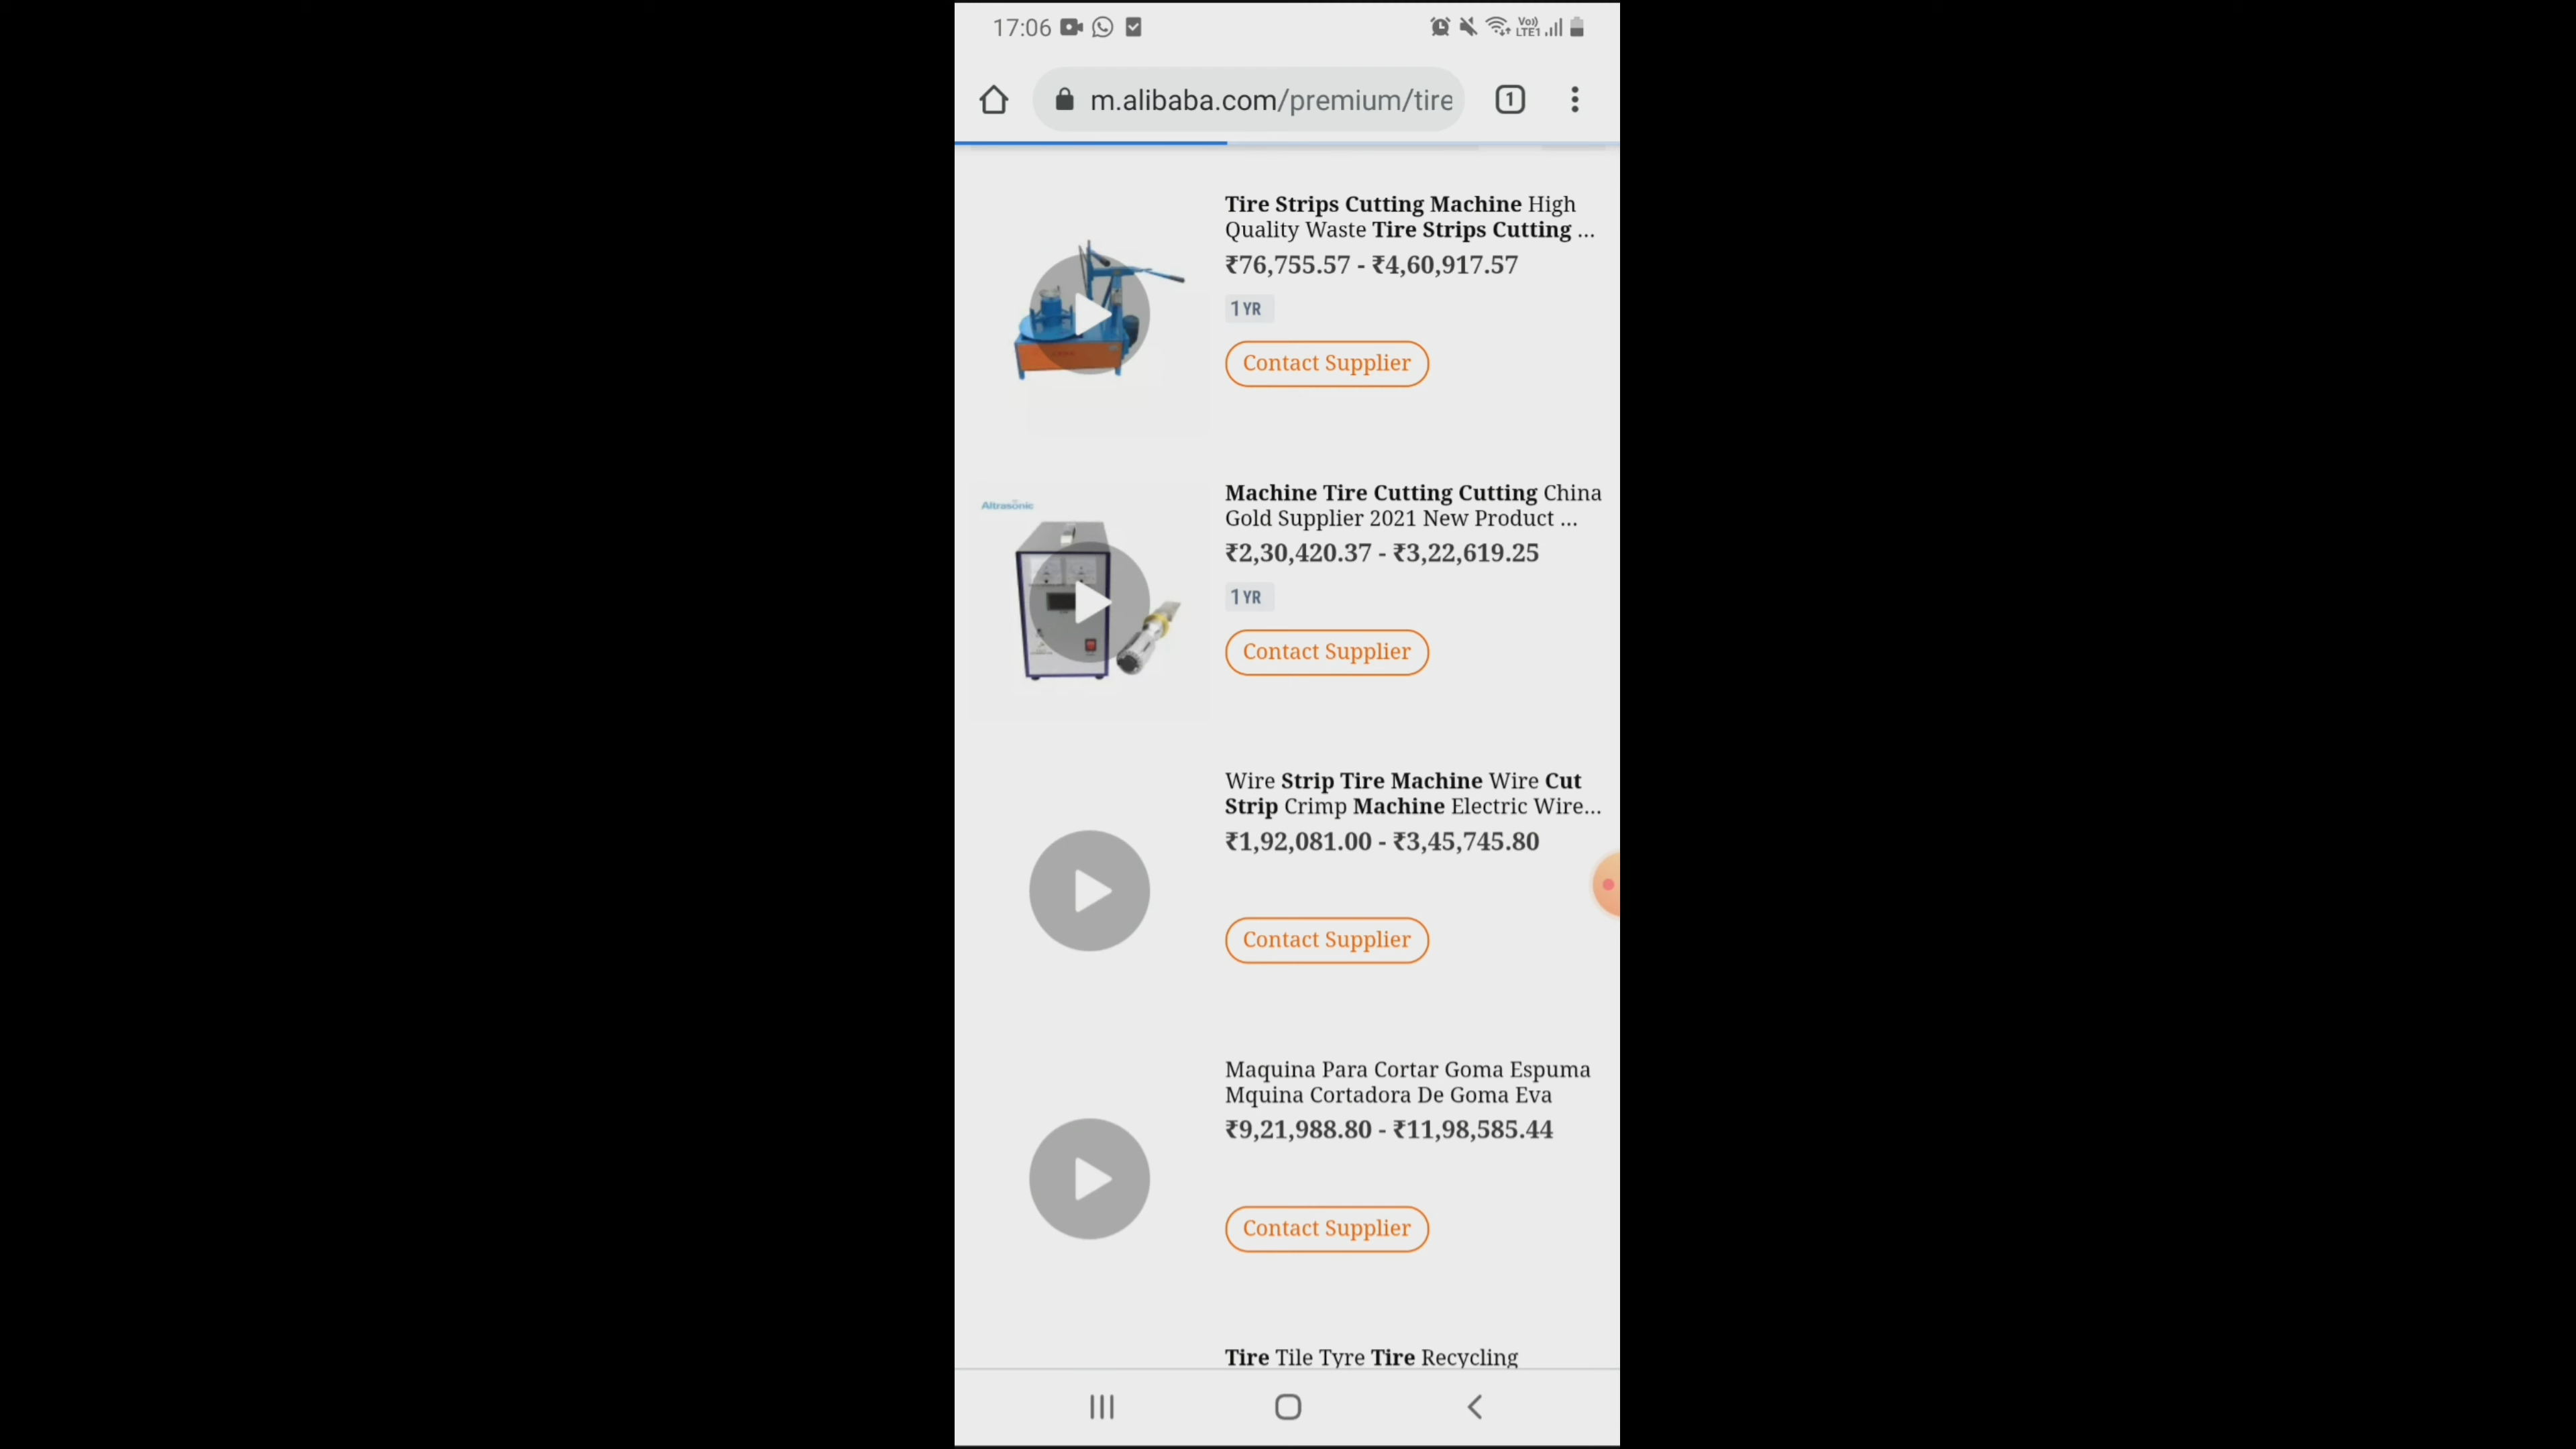 17:06
Vo))
LTE1
m.alibaba.com/premium/tire
1
Tire Strips Cutting Machine High
Quality Waste Tire Strips Cutting ...
₹76,755.57 - ₹4,60,917.57
1 YR
Contact Supplier
Altrasonic
Machine Tire Cutting Cutting China
Gold Supplier 2021 New Product ...
₹2,30,420.37 - ₹3,22,619.25
1 YR
Contact Supplier
Wire Strip Tire Machine Wire Cut
Strip Crimp Machine Electric Wire...
₹1,92,081.00 - ₹3,45,745.80
Contact Supplier
Maquina Para Cortar Goma Espuma
Mquina Cortadora De Goma Eva
₹9,21,988.80 - ₹11,98,585.44
Contact Supplier
Tire Tile Tyre Tire Recycling